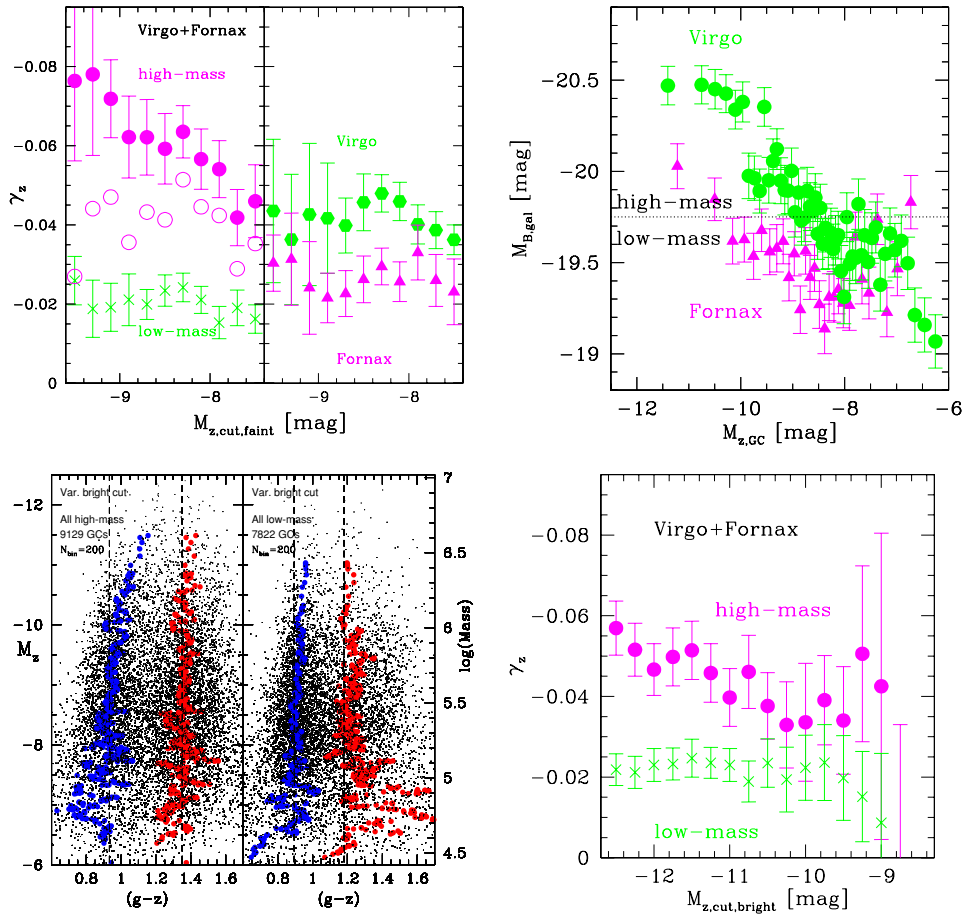 Virgo+Fornax
high−mass
low−mass
−0.08
−0.06
−0.04
−0.02
0
γz
−9
−8
−9
−8
Mz,cut,faint [mag]
Virgo
Fornax
Virgo
−20.5
−20
−19.5
−19
MB,gal [mag]
high−mass
low−mass
Fornax
−12
−10
−8
−6
Mz,GC [mag]
Var. bright cut
All high-mass
9129 GCs
Nbin=200
Var. bright cut
All low-mass
7822 GCs
Nbin=200
−12
−10
−8
−6
Mz
7
6.5
6
5.5
5
4.5
log(Mass)
0.8
1
1.2
1.4
0.8
1
1.2
1.4
1.6
(g−z)
(g−z)
Virgo+Fornax
high−mass
low−mass
−0.08
−0.06
−0.04
−0.02
0
γz
−12
−11
−10
−9
Mz,cut,bright [mag]